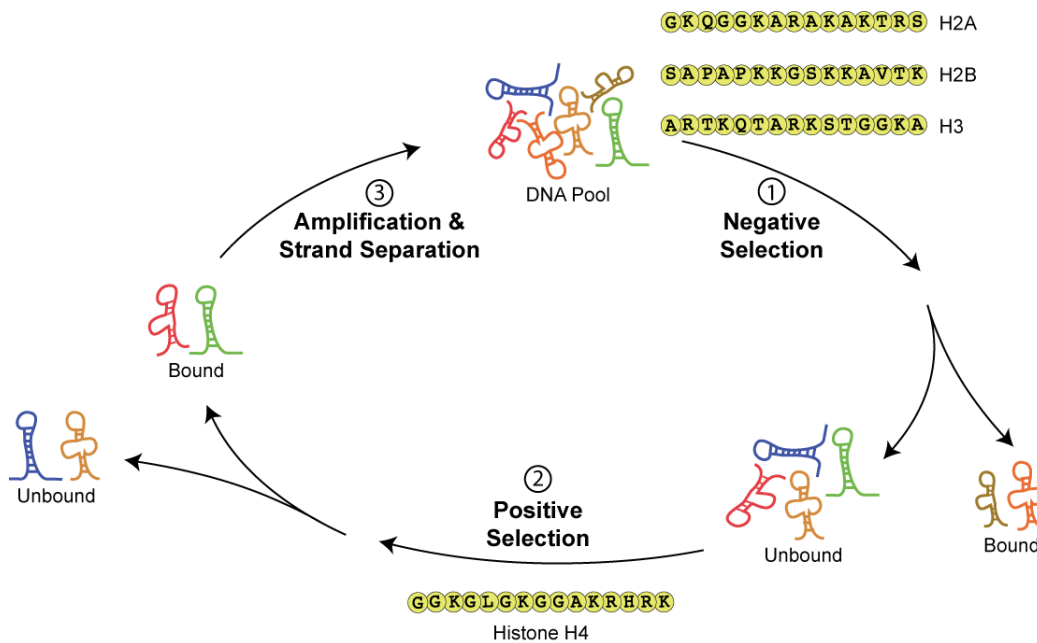 GKQGGKARAKAKTRS H2A
SAPAPKKGSKKAVTK H2B
ARTKQTARKSTGGKA H3
DNA Pool
①
Negative
Selection
③
Amplification &
Strand Separation
Bound
Unbound
②
Positive
Selection
Unbound
Bound
GGKGLGKGGAKRHRK
Histone H4